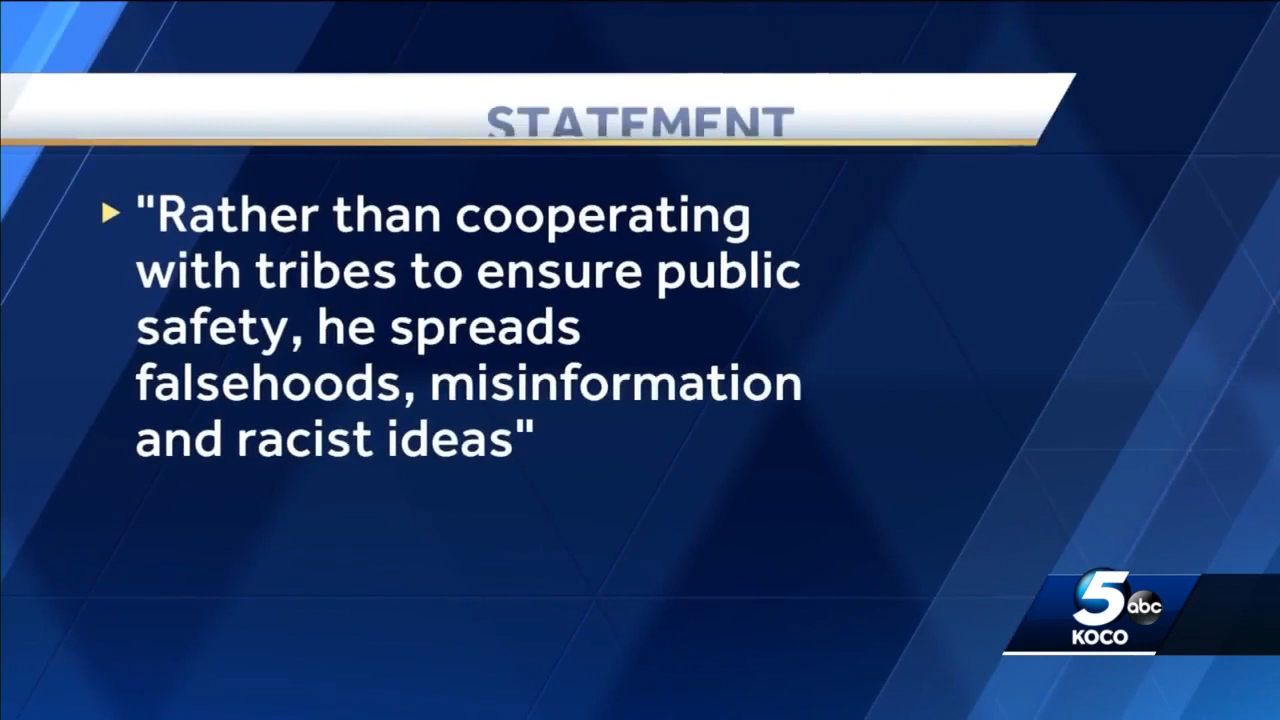 STATEMENT
"Rather than cooperating
with tribes to ensure public
safety, he spreads
falsehoods, misinformation
and racist ideas"
5
abc
KOCO